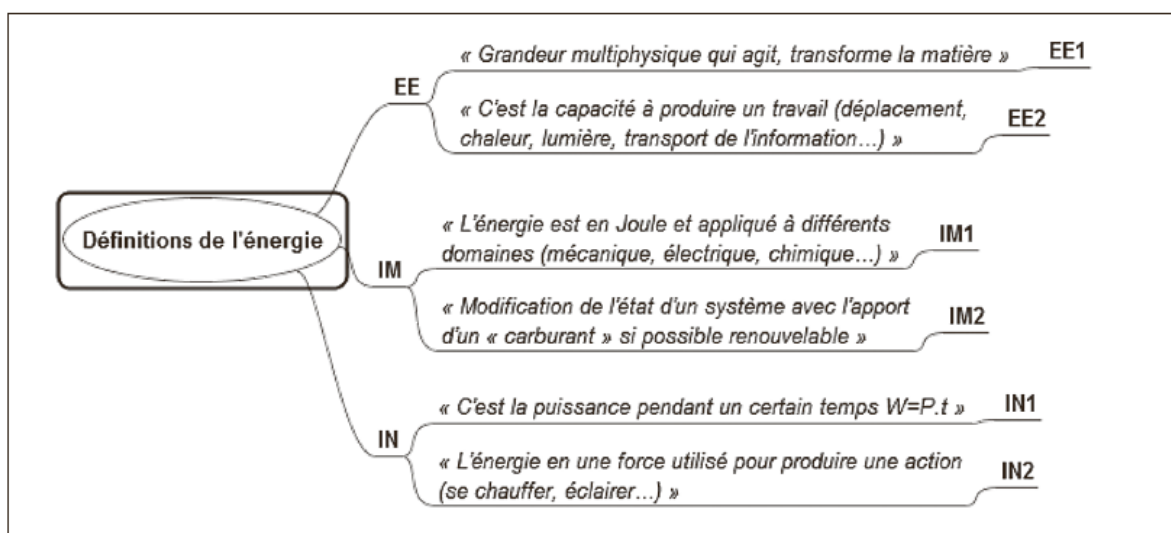 « Grandeur multiphysique qui agit, transforme la matière »
EE1
EE
« C'est la capacité à produire un travail (déplacement,
chaleur, lumière, transport de l'information…) »
EE2
Définitions de l'énergie
« L'énergie est en Joule et appliqué à différents
domaines (mécanique, électrique, chimique…) »
IM1
IM
« Modification de l'état d'un système avec l'apport
d'un « carburant » si possible renouvelable »
IM2
« C'est la puissance pendant un certain temps W=P.t »
IN1
IN
« L'énergie en une force utilisé pour produire une action
(se chauffer, éclairer…) »
IN2